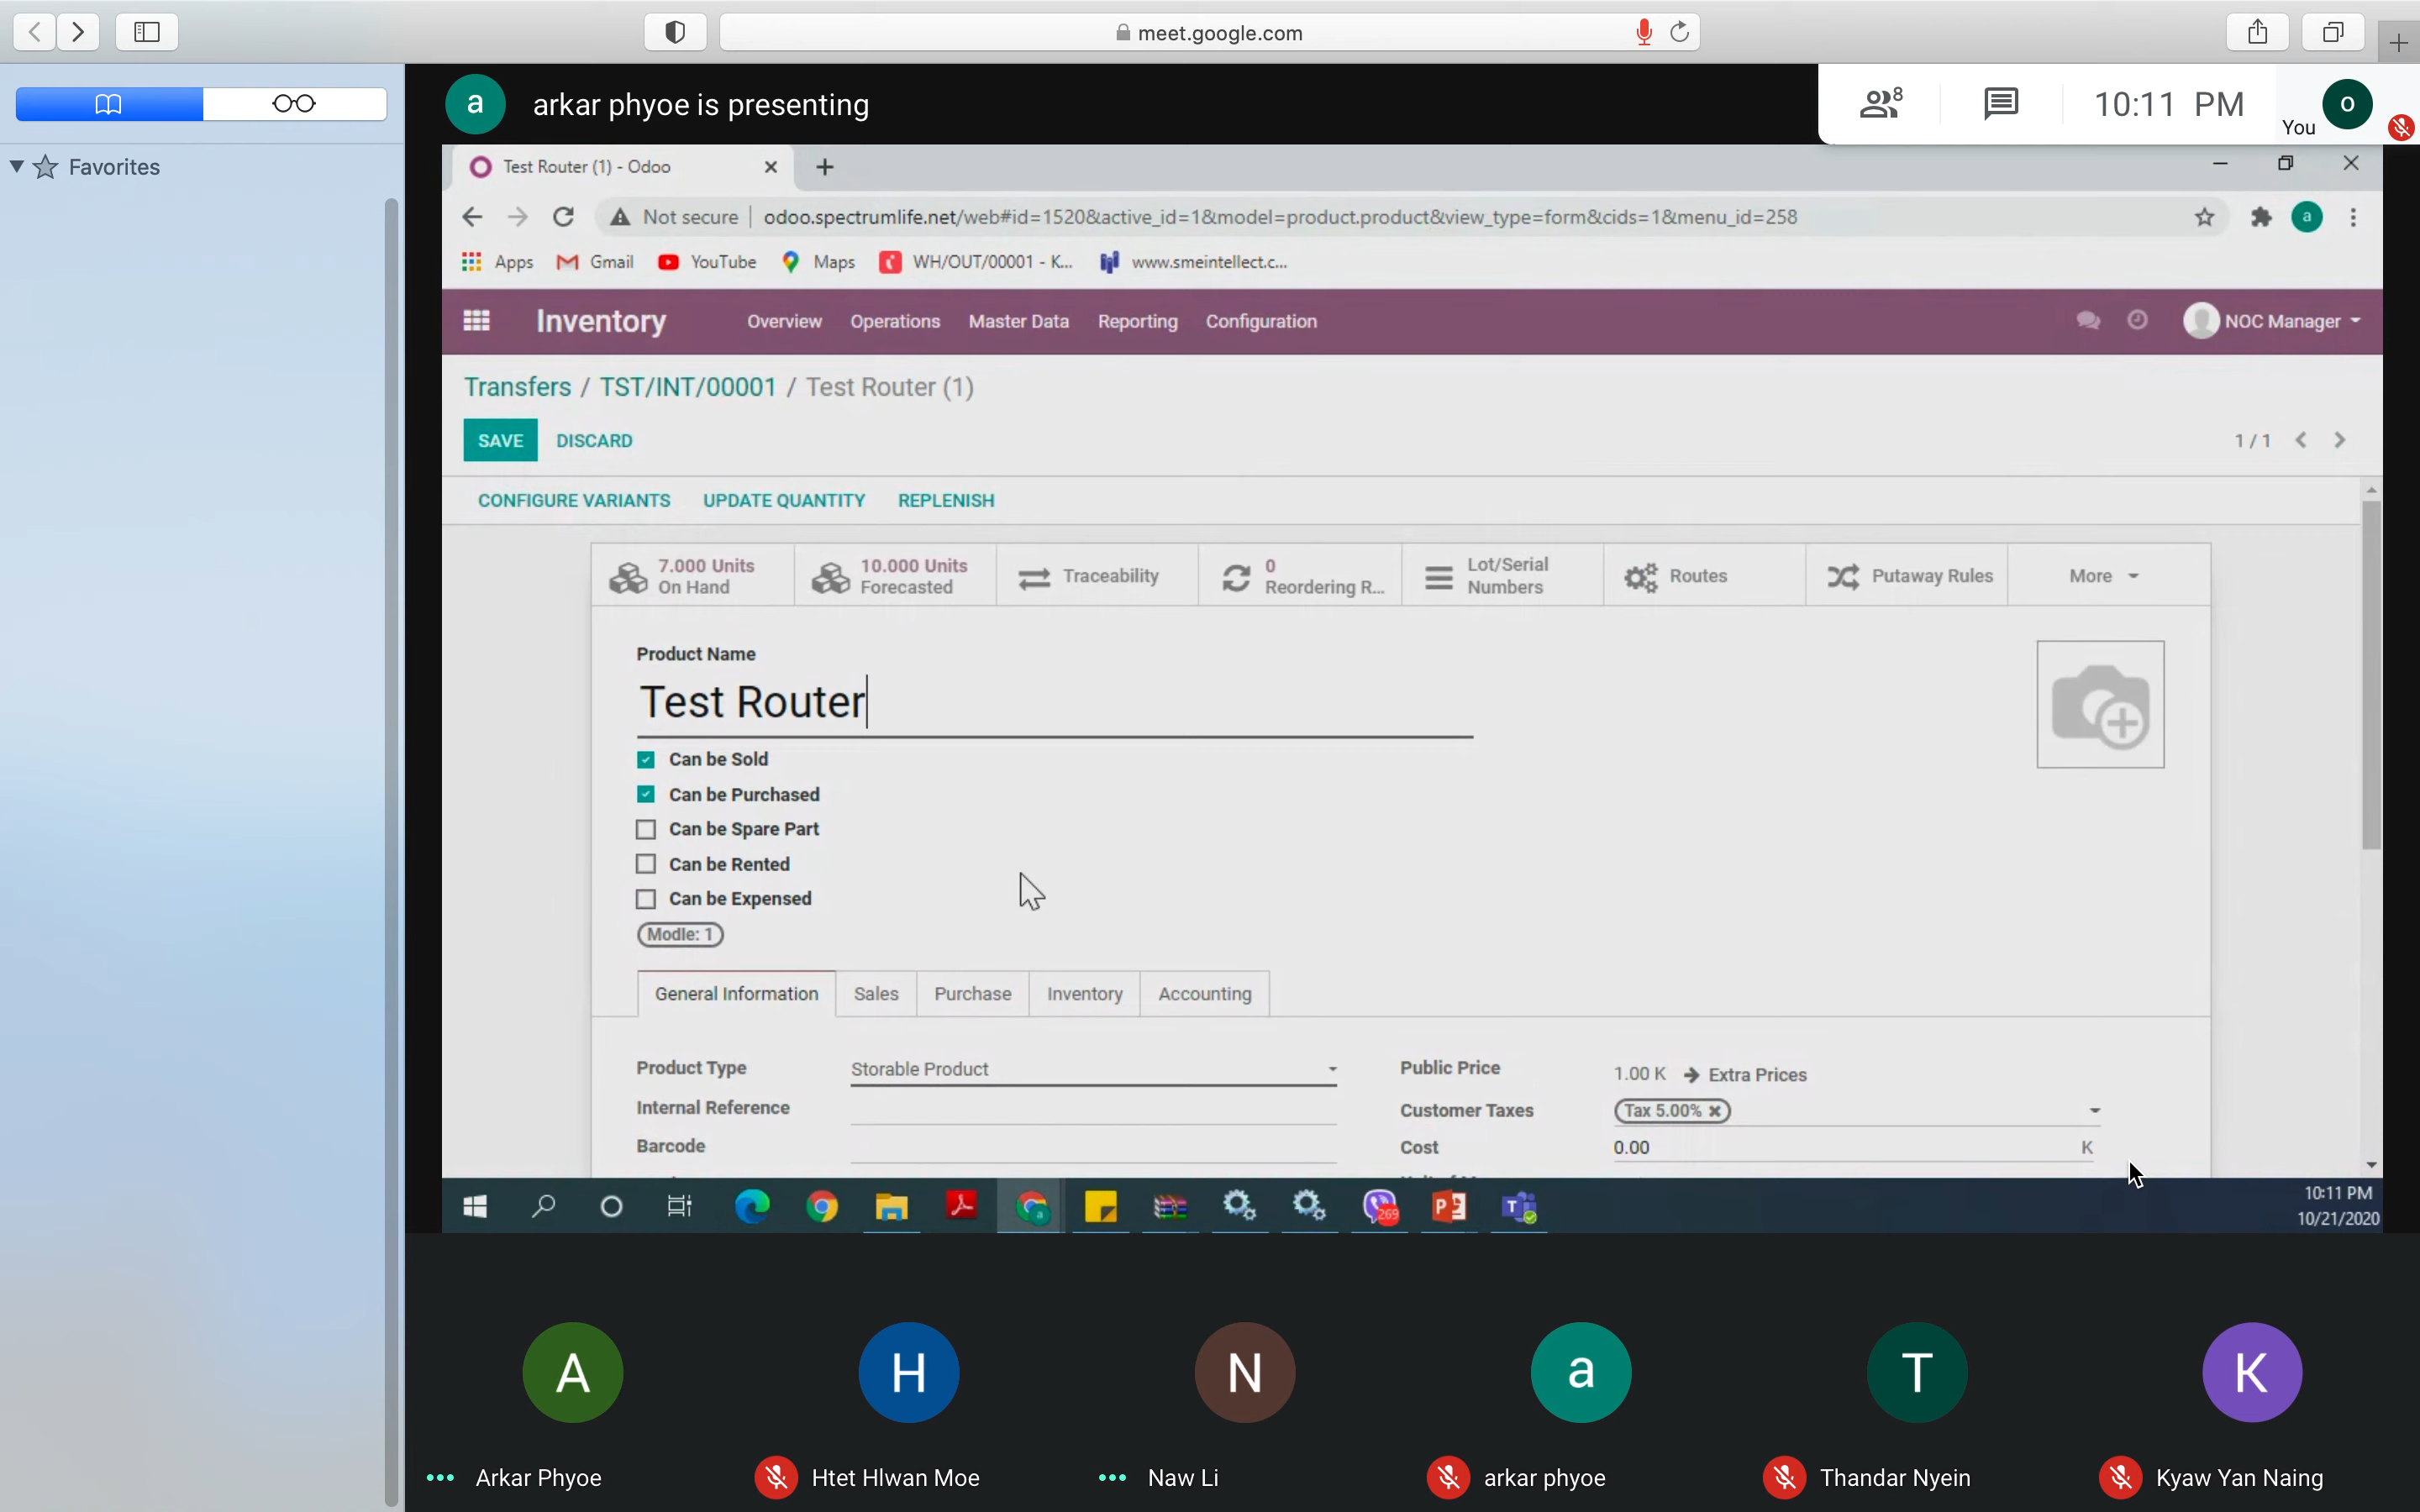 meet.google.com
a arkar phyoe is presenting
8
10:11 PM
You
o
Favorites
Test Router (1) - Odoo
Not secure
odoo.spectrumlife.net/web#id=1520&active_id=1&model=product.product&view_type=form&cids=1&menu_id=258
a
Apps
Gmail
YouTube
Maps
WH/OUT/00001 - K...
www.smeintellect.c...
Inventory
Overview
Operations
Master Data
Reporting
Configuration
NOC Manager
Transfers / TST/INT/00001 / Test Router (1)
SAVE
DISCARD
1 / 1
CONFIGURE VARIANTS
UPDATE QUANTITY
REPLENISH
7.000 Units
On Hand
10.000 Units
Forecasted
Traceability
0
Reordering R...
Lot/Serial
Numbers
Routes
Putaway Rules
More
Product Name
Test Router
Can be Sold
Can be Purchased
Can be Spare Part
Can be Rented
Can be Expensed
Modle: 1
General Information
Sales
Purchase
Inventory
Accounting
Product Type
Storable Product
Public Price
1.00 K
Extra Prices
Internal Reference
Customer Taxes
Tax 5.00%
Barcode
Cost
0.00
K
269
10:11 PM
10/21/2020
A
H
N
a
T
K
Arkar Phyoe
Htet Hlwan Moe
Naw Li
arkar phyoe
Thandar Nyein
Kyaw Yan Naing